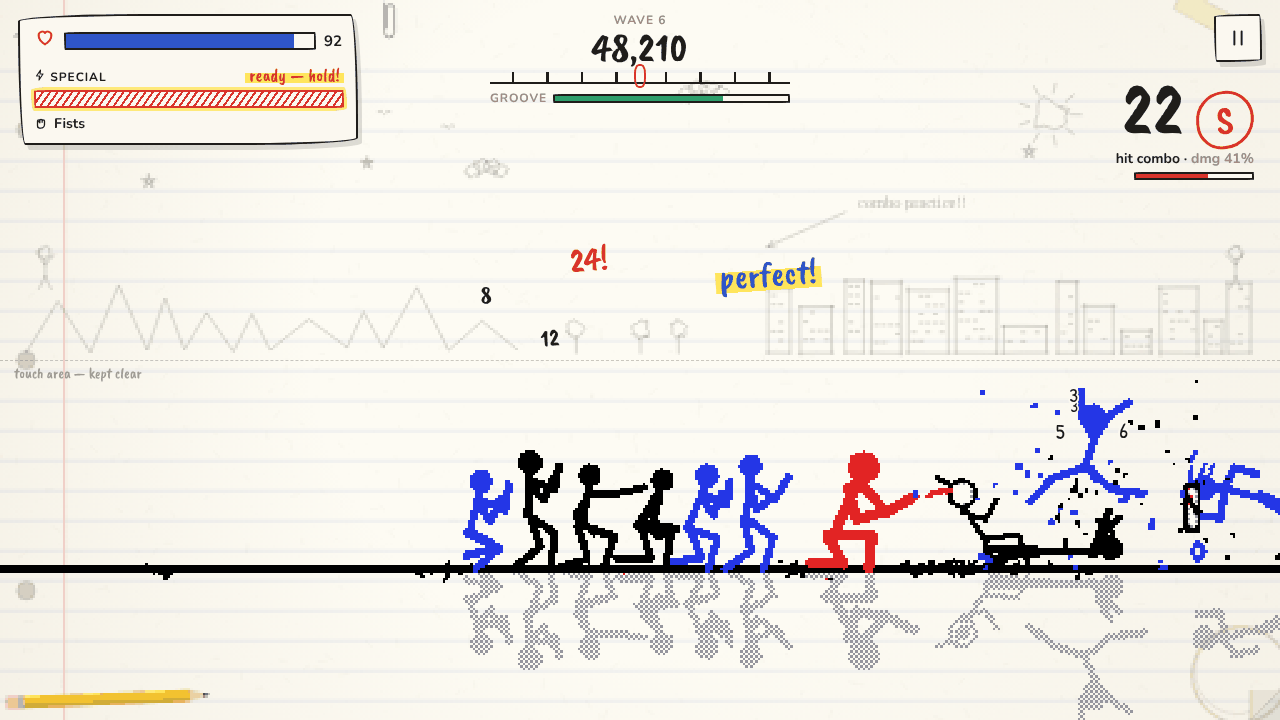 92
SPECIAL
ready — hold!
Fists
WAVE 6
48,210
GROOVE
22
S
hit combo · dmg 41%
combo practice!!
24!
perfect!
8
12
touch area — kept clear
3
3
5
6